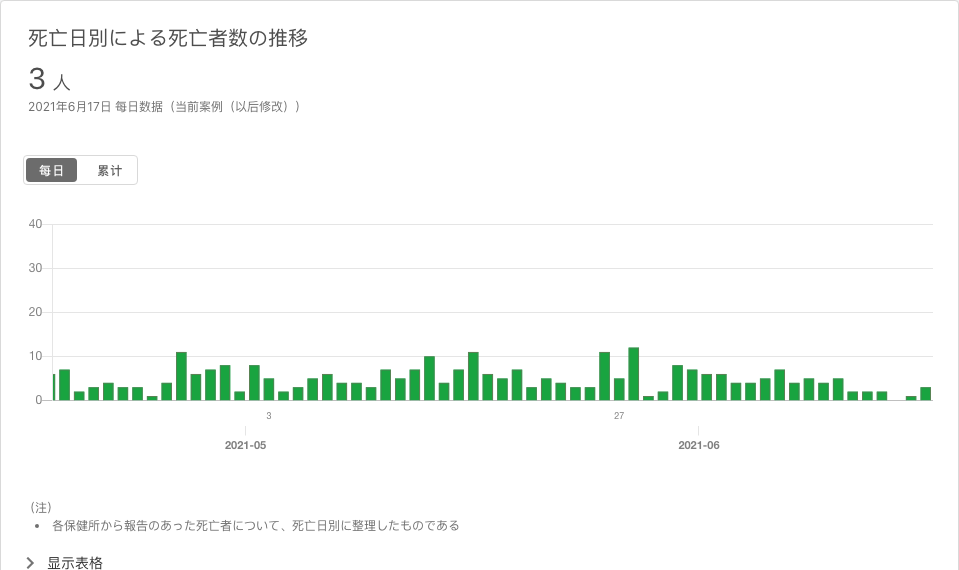 死亡日別による死亡者数の推移
3 人
2021年6月17日 每日数据（当前案例（以后修改））
每日 累计
40
30
20
10
0
3 27
2021-05 2021-06
（注）
• 各保健所から報告のあった死亡者について、死亡日別に整理したものである
显示表格